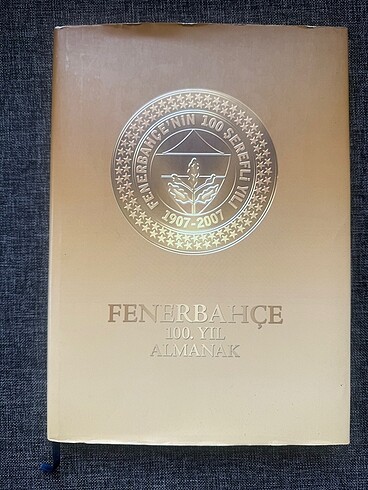 FENERBAHÇE'NİN 100 ŞEREFLİ YILI
1907-2007
FENERBAHÇE
100. YIL
ALMANAK